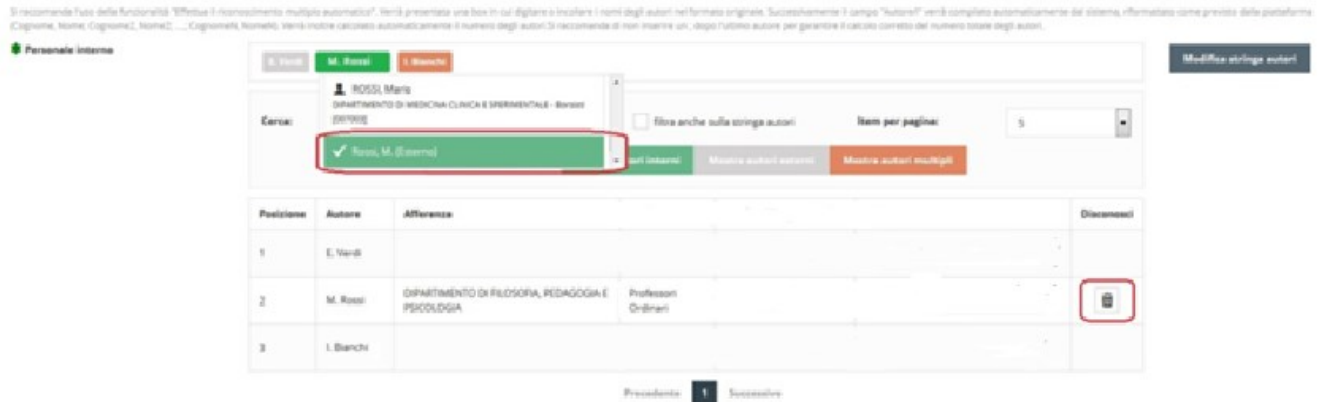 Si raccomanda l'uso della funzionalità "Effettua il riconoscimento multiplo automatico". Verrà presentata una box in cui digitare o incollare i nomi degli autori nel formato originale. Successivamente il campo "Autore/i" verrà completato automaticamente dal sistema, riformattato come previsto dalla piattaforma
(Cognome, Nome; Cognome2, Nome2; ...; CognomeN, NomeN). Verrà inoltre calcolato automaticamente il numero degli autori. Si raccomanda di non inserire un ; dopo l'ultimo autore per garantire il calcolo corretto del numero totale degli autori.
Personale interno
E. Verdi M. Rossi I. Bianchi
Modifica stringa autori
ROSSI, Mario
DIPARTIMENTO DI MEDICINA CLINICA E SPERIMENTALE -
Cerca:
filtra anche sulla stringa autori
Item per pagina:
5
Rossi, M. (Esterno)
ori interni
Mostra autori esterni
Mostra autori multipli
Posizione Autore Afferenza Disconosci
1 E. Verdi
2 M. Rossi DIPARTIMENTO DI FILOSOFIA, PEDAGOGIA E Professori
PSICOLOGIA Ordinari
3 I. Bianchi
Precedente 1 Successivo